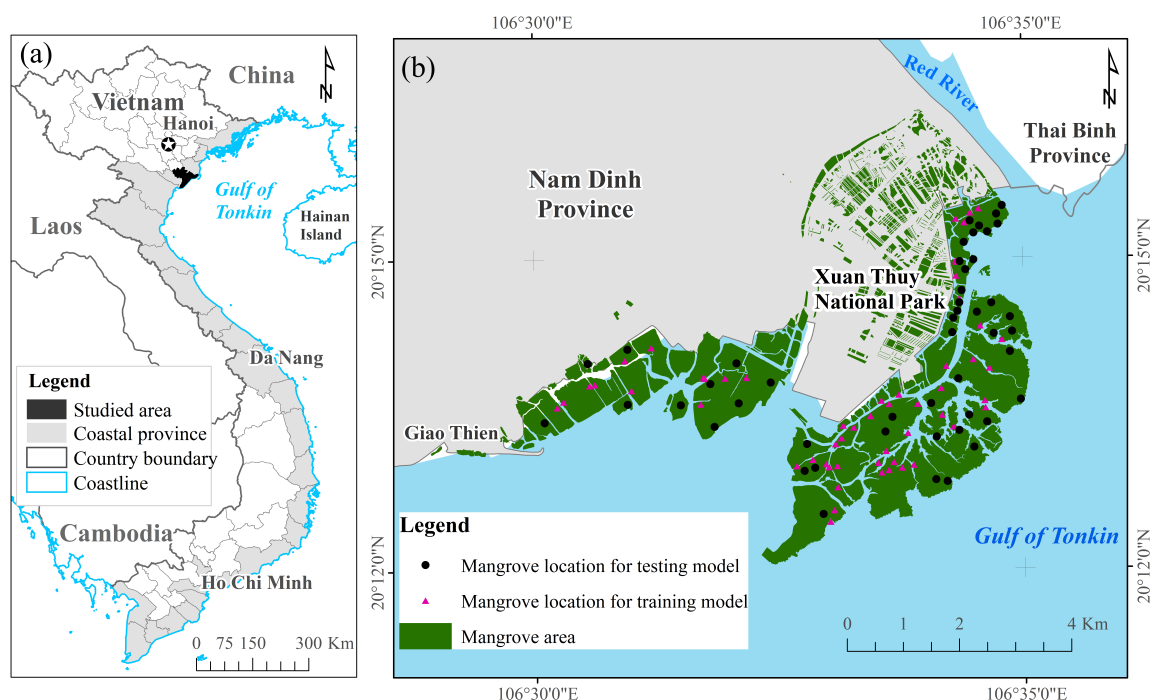 (a)
N
China
Vietnam
Hanoi
Gulf of
Tonkin
Hainan
Island
Laos
Da Nang
Legend
Studied area
Coastal province
Country boundary
Coastline
Cambodia
Ho Chi Minh
0 75 150 300 Km
106°30'0"E 106°35'0"E
(b)
Red River
N
Thai Binh
Province
Nam Dinh
Province
20°15'0"N 20°15'0"N
Xuan Thuy
National Park
Giao Thien
Legend
Mangrove location for testing model
Mangrove location for training model
Mangrove area
Gulf of Tonkin
20°12'0"N 20°12'0"N
0 1 2 4 Km
106°30'0"E 106°35'0"E